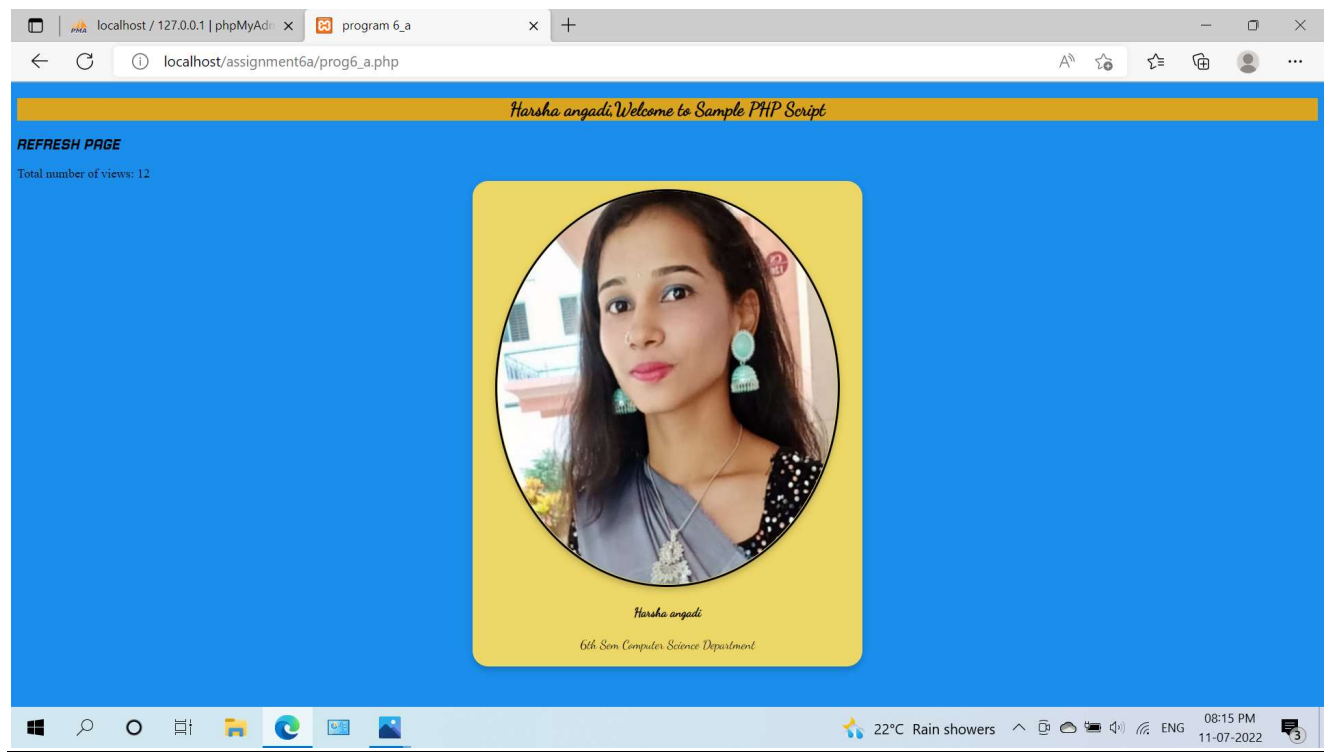 localhost / 127.0.0.1 | phpMyAdn
program 6_a
localhost/assignment6a/prog6_a.php
Harsha angadi,Welcome to Sample PHP Script
REFRESH PAGE
Total number of views: 12
Harsha angadi
6th Sem Computer Science Department
22°C Rain showers
ENG
08:15 PM
11-07-2022
3